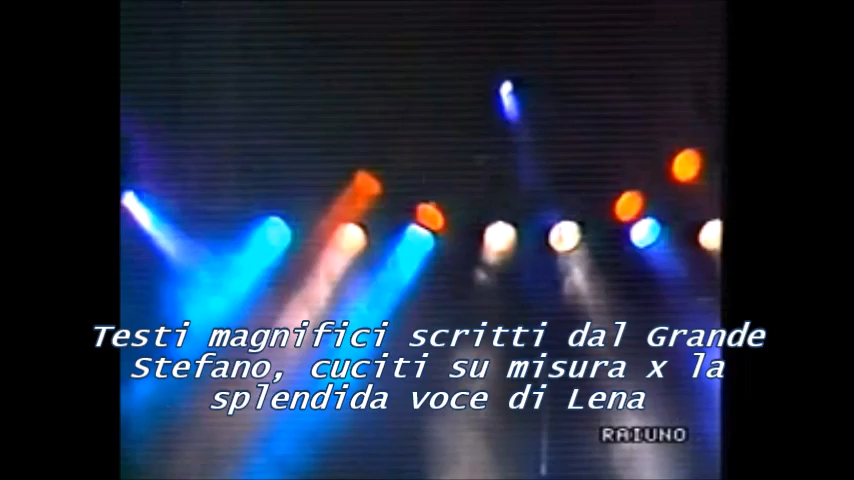 Testi magnifici scritti dal Grande
Stefano, cuciti su misura x la
splendida voce di Lena
RAIUNO